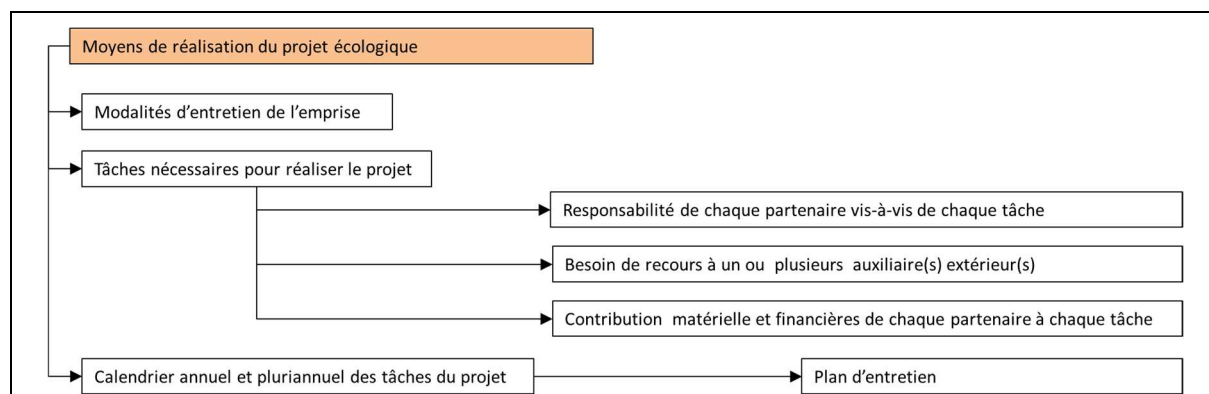 Moyens de réalisation du projet écologique
Modalités d'entretien de l'emprise
Tâches nécessaires pour réaliser le projet
Responsabilité de chaque partenaire vis-à-vis de chaque tâche
Besoin de recours à un ou plusieurs auxiliaire(s) extérieur(s)
Contribution matérielle et financières de chaque partenaire à chaque tâche
Calendrier annuel et pluriannuel des tâches du projet
Plan d'entretien